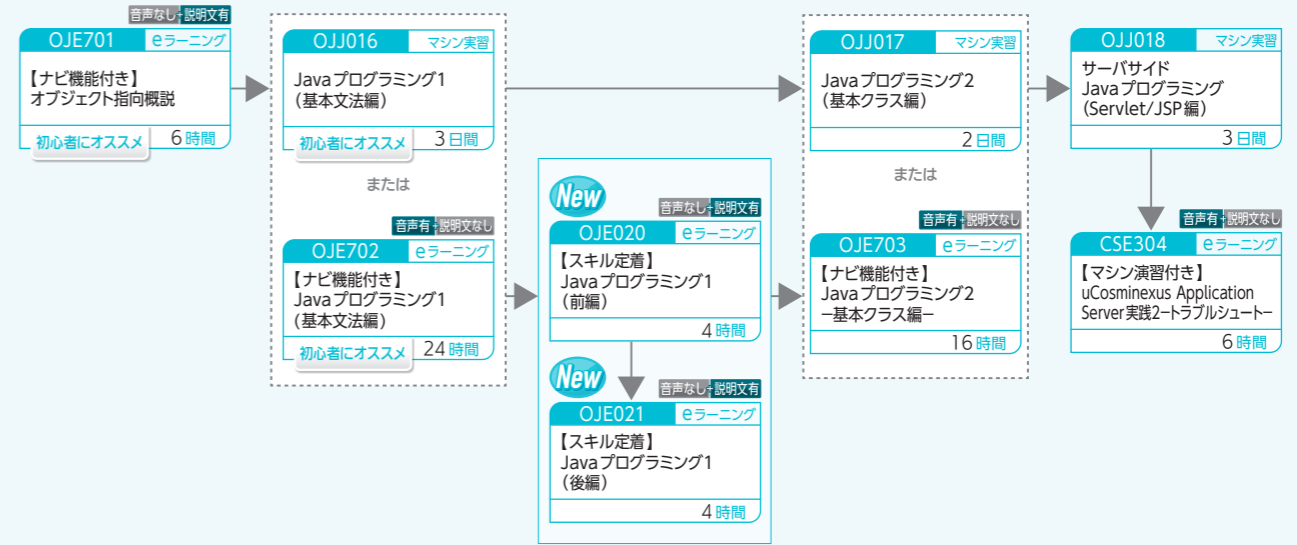 音声なし+説明文有
OJE701 eラーニング
【ナビ機能付き】
オブジェクト指向概説
初心者にオススメ 6時間
OJJ016 マシン実習
Javaプログラミング1
（基本文法編）
初心者にオススメ 3日間
または
音声有+説明文なし
OJE702 eラーニング
【ナビ機能付き】
Javaプログラミング1
（基本文法編）
初心者にオススメ 24時間
New
音声なし+説明文有
OJE020 eラーニング
【スキル定着】
Javaプログラミング1
（前編）
4時間
New
音声なし+説明文有
OJE021 eラーニング
【スキル定着】
Javaプログラミング1
（後編）
4時間
OJJ017 マシン実習
Javaプログラミング2
（基本クラス編）
2日間
または
音声有+説明文なし
OJE703 eラーニング
【ナビ機能付き】
Javaプログラミング2
－基本クラス編－
16時間
OJJ018 マシン実習
サーバサイド
Javaプログラミング
（Servlet/JSP編）
3日間
音声有+説明文なし
CSE304 eラーニング
【マシン演習付き】
uCosminexus Application
Server実践2－トラブルシュート－
6時間